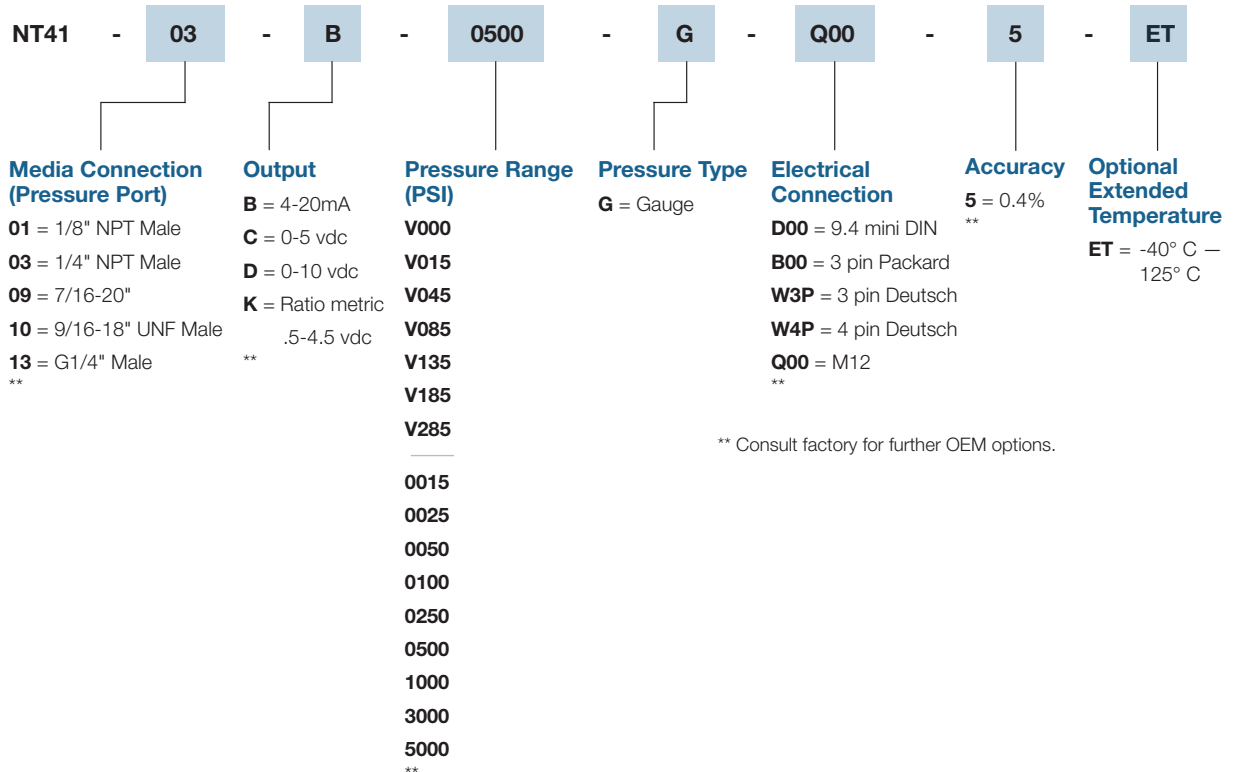 NT41 - 03 - B - 0500 - G - Q00 - 5 - ET
Media Connection
(Pressure Port)
01 = 1/8" NPT Male
03 = 1/4" NPT Male
09 = 7/16-20"
10 = 9/16-18" UNF Male
13 = G1/4" Male
**
Output
B = 4-20mA
C = 0-5 vdc
D = 0-10 vdc
K = Ratio metric
.5-4.5 vdc
**
Pressure Range
(PSI)
V000
V015
V045
V085
V135
V185
V285
0015
0025
0050
0100
0250
0500
1000
3000
5000
**
Pressure Type
G = Gauge
Electrical
Connection
D00 = 9.4 mini DIN
B00 = 3 pin Packard
W3P = 3 pin Deutsch
W4P = 4 pin Deutsch
Q00 = M12
**
Accuracy
5 = 0.4%
**
Optional
Extended
Temperature
ET = -40° C —
125° C
** Consult factory for further OEM options.